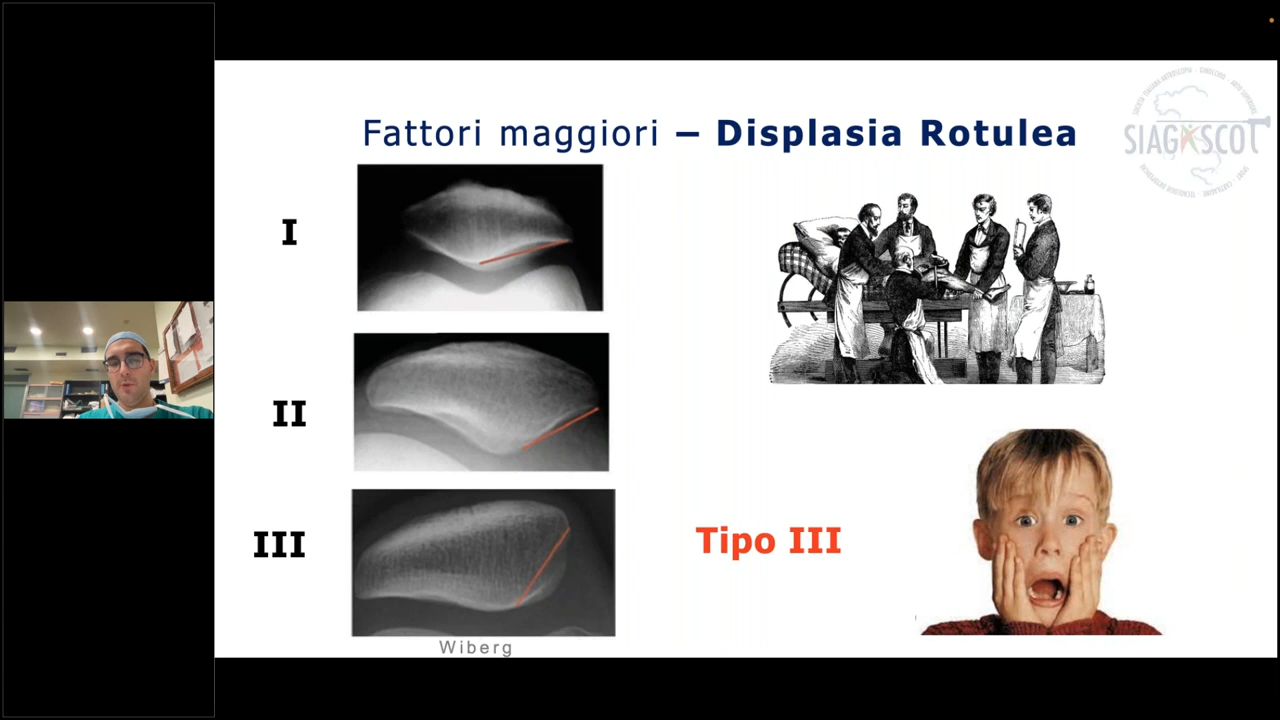 Fattori maggiori – Displasia Rotulea
SIAGASCOT
I
II
III
Tipo III
Wiberg